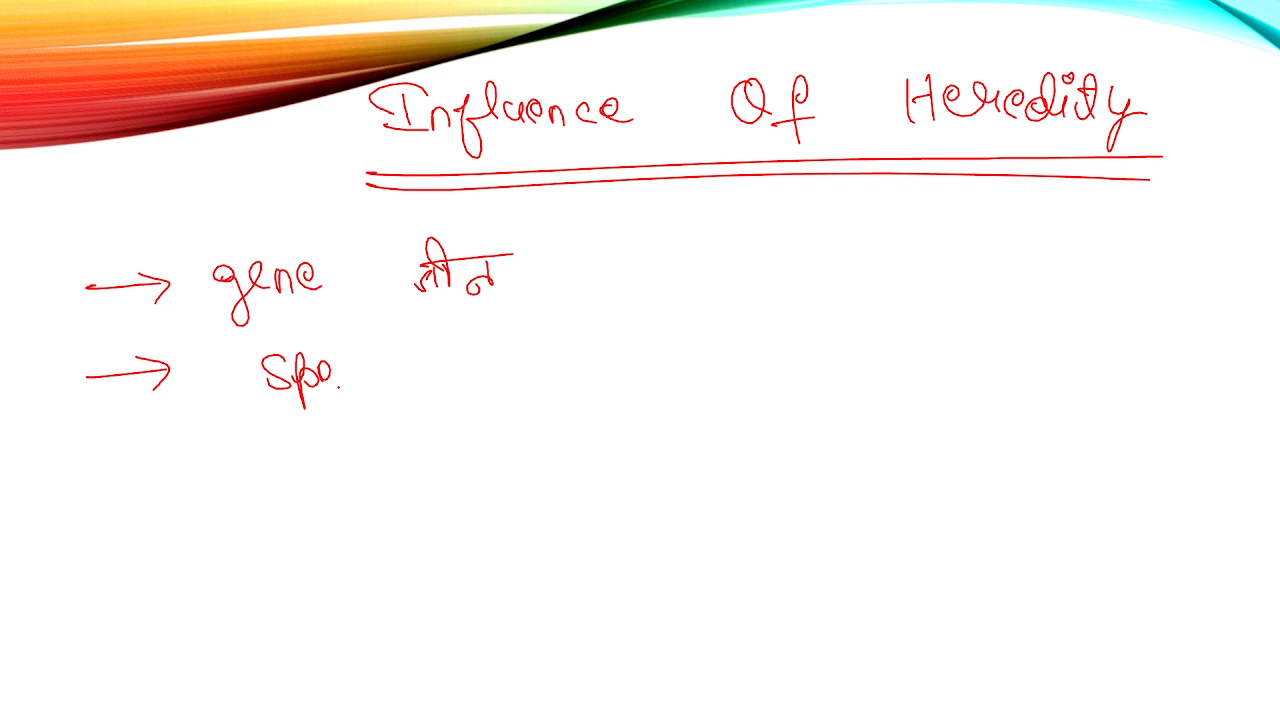 Influence Of Heredity
→ gene जीन
→ Spo.